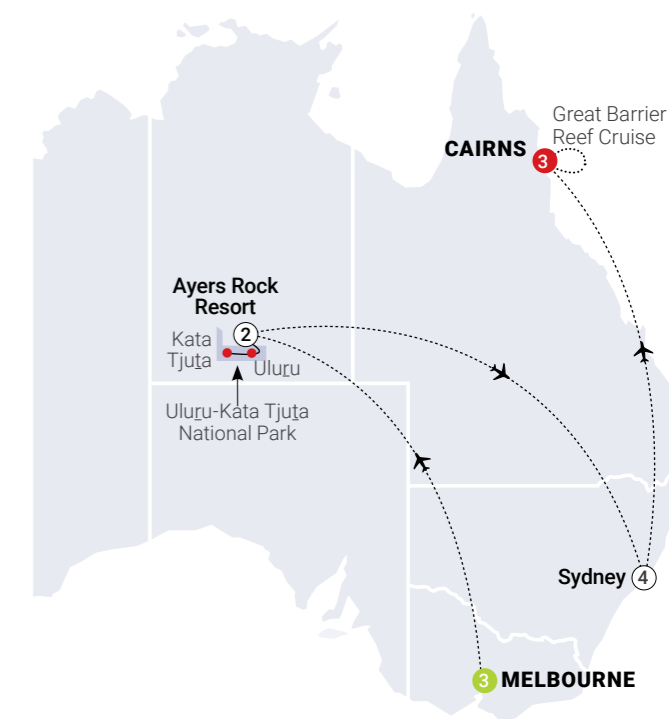 Great Barrier
Reef Cruise
CAIRNS
3
Ayers Rock
Resort
2
Kata
Tjuṯa
Uluṟu
Uluṟu-Kata Tjuṯa
National Park
Sydney 4
3 MELBOURNE